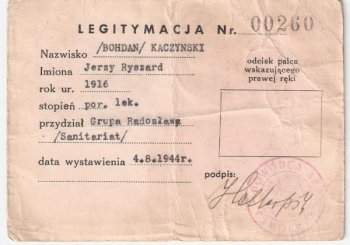 LEGITYMACJA Nr. 00260
Nazwisko /BOHDAN/ KACZYNSKI
Imiona Jerzy Ryszard
rok ur. 1916
stopień por. lek.
przydział Grupa Radosława
/Sanitariat/
data wystawienia 4.8.1944r.
odcisk palca
wskazującego
prawej ręki
podpis: